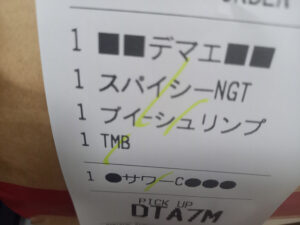 1 ■■デマエ■■
1 スパイシーNGT
1 ブイーシュリンプ
1 TMB
1 ●サワーC●●●
PICK UP
DTA7M